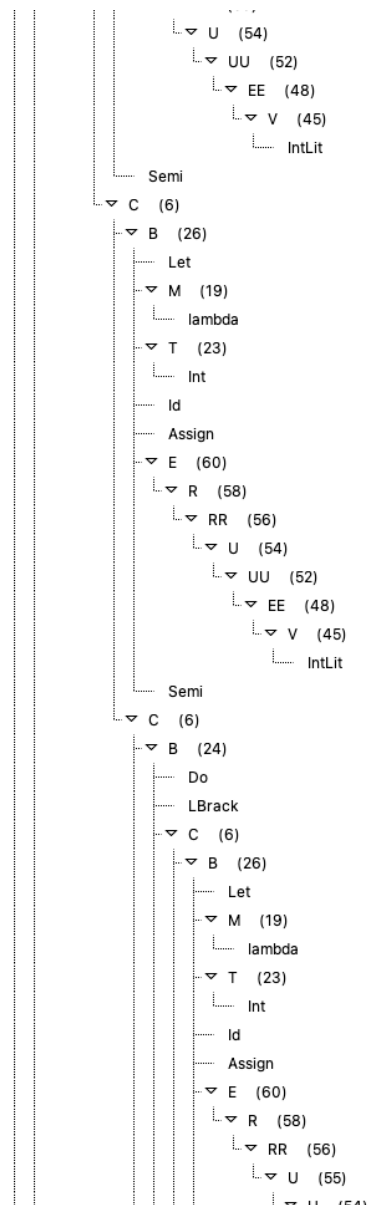 U (54)
UU (52)
EE (48)
V (45)
IntLit
Semi
C (6)
B (26)
Let
M (19)
lambda
T (23)
Int
Id
Assign
E (60)
R (58)
RR (56)
U (54)
UU (52)
EE (48)
V (45)
IntLit
Semi
C (6)
B (24)
Do
LBrack
C (6)
B (26)
Let
M (19)
lambda
T (23)
Int
Id
Assign
E (60)
R (58)
RR (56)
U (55)